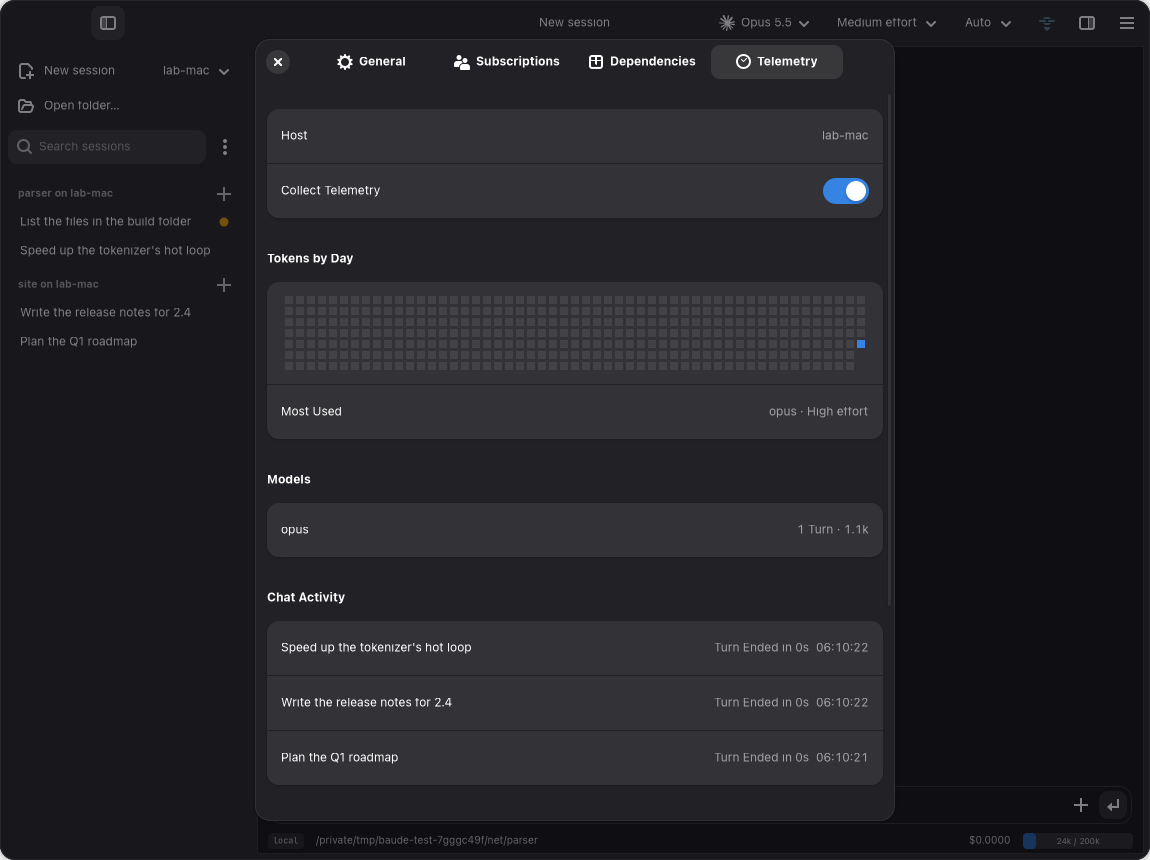 New session
Opus 5.5
Medium effort
Auto
New session
lab-mac
Open folder...
Search sessions
parser on lab-mac
List the files in the build folder
Speed up the tokenizer's hot loop
site on lab-mac
Write the release notes for 2.4
Plan the Q1 roadmap
General
Subscriptions
Dependencies
Telemetry
Host
lab-mac
Collect Telemetry
Tokens by Day
Most Used
opus · High effort
Models
opus
1 Turn · 1.1k
Chat Activity
Speed up the tokenizer's hot loop
Turn Ended in 0s 06:10:22
Write the release notes for 2.4
Turn Ended in 0s 06:10:22
Plan the Q1 roadmap
Turn Ended in 0s 06:10:21
local
/private/tmp/baude-test-7gggc49f/net/parser
$0.0000
24k / 200k